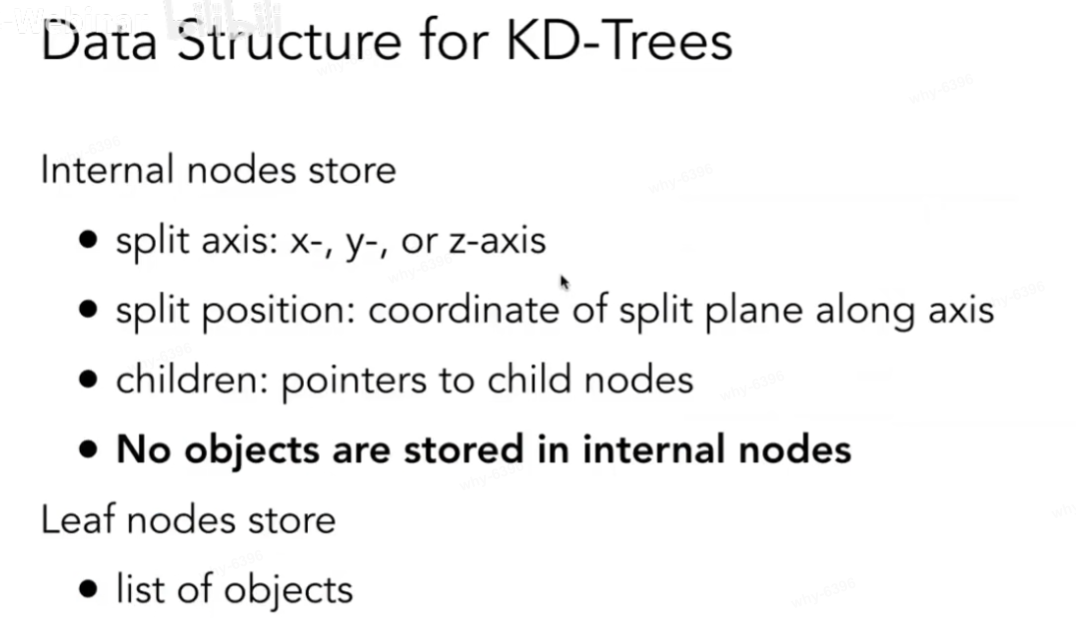 Data Structure for KD-Trees
Internal nodes store
● split axis: x-, y-, or z-axis
● split position: coordinate of split plane along axis
● children: pointers to child nodes
● No objects are stored in internal nodes
Leaf nodes store
● list of objects